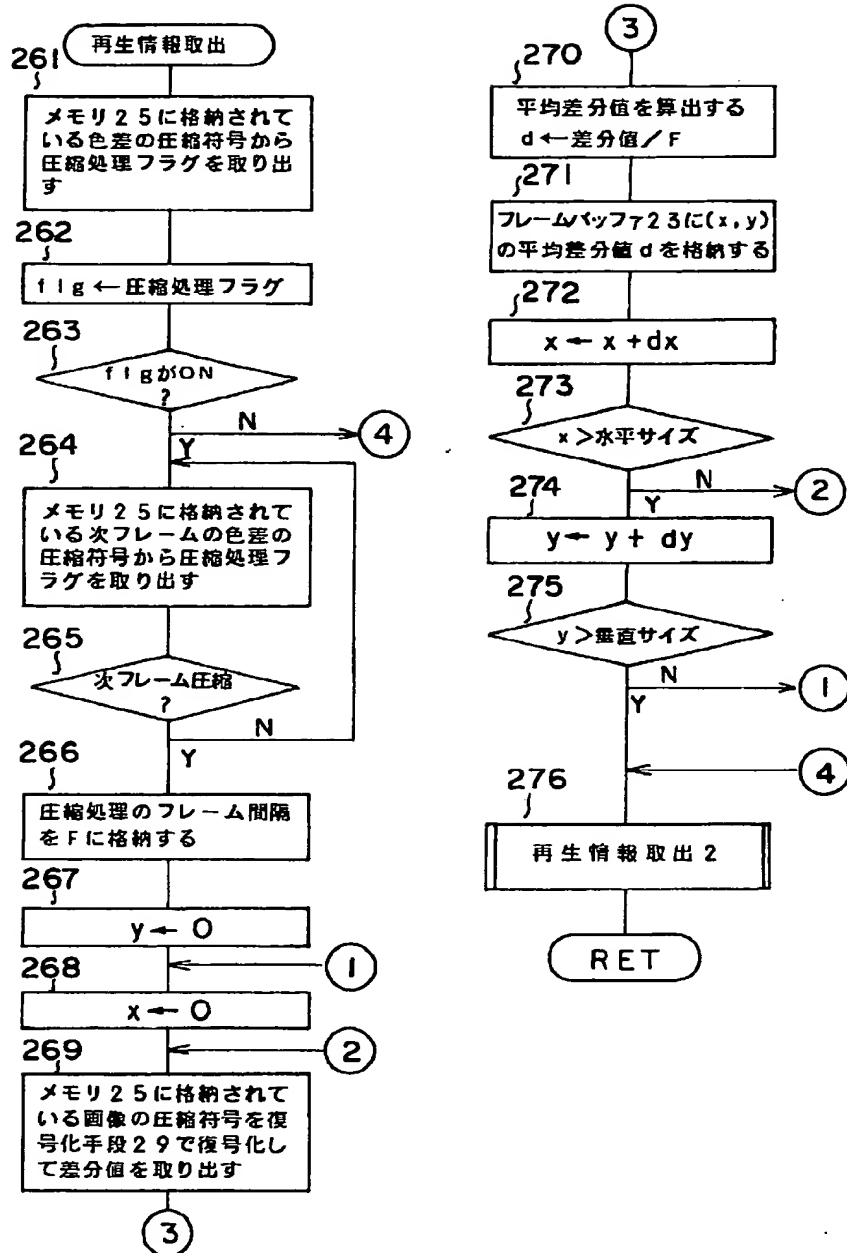 再生情報取出
261
メモリ25に格納されて
いる色差の圧縮符号から
圧縮処理フラグを取り出
す
262
flg←圧縮処理フラグ
263
flgがON
?
N
4
Y
264
メモリ25に格納されて
いる次フレームの色差の
圧縮符号から圧縮処理フ
ラグを取り出す
265
次フレーム圧縮
?
N
Y
266
圧縮処理のフレーム間隔
をFに格納する
267
y←0
1
268
x←0
2
269
メモリ25に格納されて
いる画像の圧縮符号を復
号化手段29で復号化し
て差分値を取り出す
3
3
270
平均差分値を算出する
d←差分値/F
271
フレームバッファ23に(x,y)
の平均差分値dを格納する
272
x←x+dx
273
x>水平サイズ
N
2
Y
274
y←y+dy
275
y>垂直サイズ
N
1
Y
4
276
再生情報取出2
RET